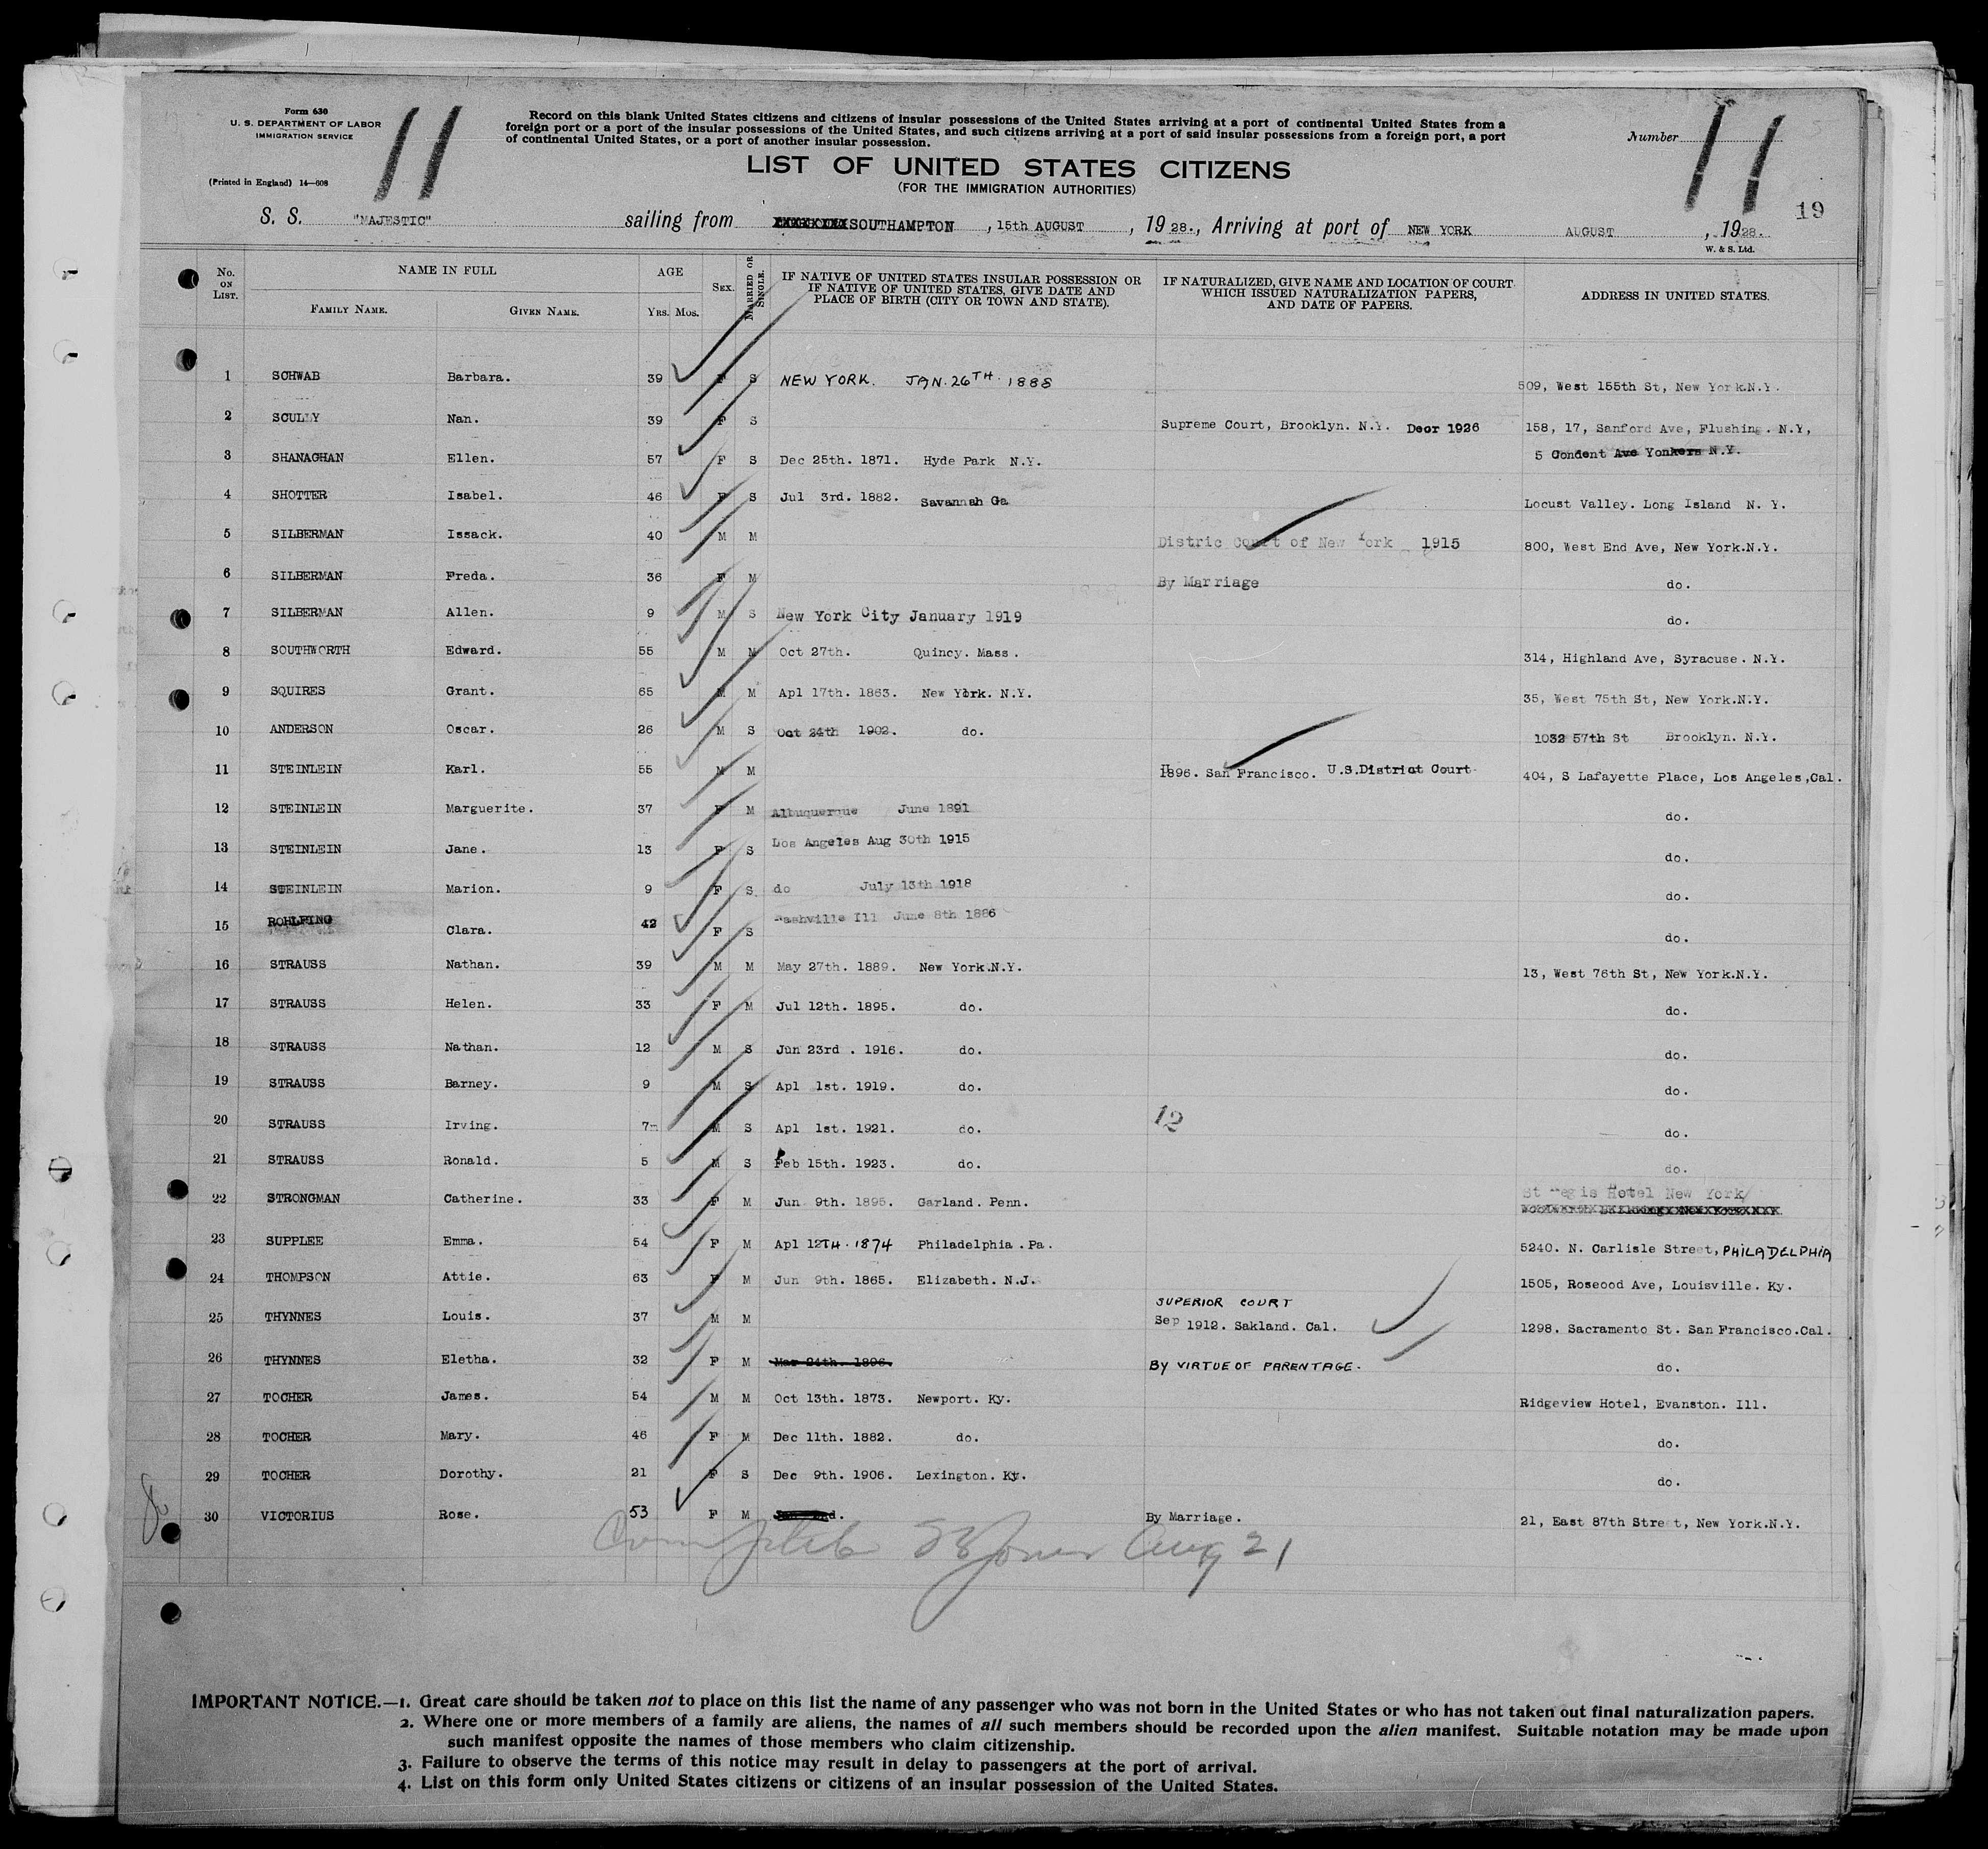 Form 630
U. S. DEPARTMENT OF LABOR
IMMIGRATION SERVICE
(Printed in England) 14—608
11
Record on this blank United States citizens and citizens of insular possessions of the United States arriving at a port of continental United States from a
foreign port or a port of the insular possessions of the United States, and such citizens arriving at a port of said insular possessions from a foreign port, a port
of continental United States, or a port of another insular possession.
Number 11
LIST OF UNITED STATES CITIZENS
(FOR THE IMMIGRATION AUTHORITIES)
19
S. S. "MAJESTIC" sailing from SOUTHAMPTON, 15th AUGUST, 1928., Arriving at port of NEW YORK AUGUST, 1928.
W. & S. Ltd.
No. ON LIST. NAME IN FULL FAMILY NAME. GIVEN NAME. AGE YRS. MOS. SEX. MARRIED OR SINGLE. IF NATIVE OF UNITED STATES INSULAR POSSESSION OR IF NATIVE OF UNITED STATES, GIVE DATE AND PLACE OF BIRTH (CITY OR TOWN AND STATE). IF NATURALIZED, GIVE NAME AND LOCATION OF COURT WHICH ISSUED NATURALIZATION PAPERS, AND DATE OF PAPERS. ADDRESS IN UNITED STATES.
1 SCHWAB Barbara. 39 F S NEW YORK. JAN. 26TH. 1888 509, West 155th St, New York.N.Y.
2 SCULLY Nan. 39 F S Supreme Court, Brooklyn. N.Y. Decr 1926 158, 17, Sanford Ave, Flushing. N.Y,
3 SHANAGHAN Ellen. 57 F S Dec 25th. 1871. Hyde Park N.Y. 5 Condent Ave Yonkers N.Y.
4 SHOTTER Isabel. 46 F S Jul 3rd. 1882. Savannah Ga Locust Valley. Long Island N. Y.
5 SILBERMAN Issack. 40 M M Distric Court of New York 1915 800, West End Ave, New York.N.Y.
6 SILBERMAN Freda. 36 F M By Marriage do.
7 SILBERMAN Allen. 9 M S New York City January 1919 do.
8 SOUTHWORTH Edward. 55 M M Oct 27th. Quincy. Mass. 314, Highland Ave, Syracuse. N.Y.
9 SQUIRES Grant. 65 M M Apl 17th. 1863. New York. N.Y. 35, West 75th St, New York.N.Y.
10 ANDERSON Oscar. 26 M S Oct 24th 1902. do. 1032 57th St Brooklyn. N.Y.
11 STEINLEIN Karl. 55 M M 1896. San Francisco. U.S.District Court 404, S Lafayette Place, Los Angeles,Cal.
12 STEINLEIN Marguerite. 37 F M Albuquerque June 1891 do.
13 STEINLEIN Jane. 13 F S Los Angeles Aug 30th 1915 do.
14 STEINLEIN Marion. 9 F S. do July 13th 1918 do.
15 ROHLFING Clara. 42 F S Nashville Ill June 8th 1886 do.
16 STRAUSS Nathan. 39 M M May 27th. 1889. New York.N.Y. 13, West 76th St, New York.N.Y.
17 STRAUSS Helen. 33 F M Jul 12th. 1895. do. do.
18 STRAUSS Nathan. 12 M S Jun 23rd . 1916. do. do.
19 STRAUSS Barney. 9 M S Apl 1st. 1919. do. do.
20 STRAUSS Irving. 7 M S Apl 1st. 1921. do. 12 do.
21 STRAUSS Ronald. 5 M S Feb 15th. 1923. do. do.
22 STRONGMAN Catherine. 33 F M Jun 9th. 1895. Garland. Penn. St Regis Hotel New York
23 SUPPLEE Emma. 54 F M Apl 12TH. 1874 Philadelphia. Pa. 5240. N. Carlisle Street, PHILADELPHIA
24 THOMPSON Attie. 63 F M Jun 9th. 1865. Elizabeth. N.J. 1505, Roseood Ave, Louisville. Ky.
25 THYNNES Louis. 37 M M SUPERIOR COURT Sep 1912. Sakland. Cal. 1298. Sacramento St. San Francisco.Cal.
26 THYNNES Eletha. 32 F M Mar 24th. 1896. BY VIRTUE OF PARENTAGE. do.
27 TOCHER James. 54 M M Oct 13th. 1873. Newport. Ky. Ridgeview Hotel, Evanston. Ill.
28 TOCHER Mary. 46 F M Dec 11th. 1882. do. do.
29 TOCHER Dorothy. 21 F S Dec 9th. 1906. Lexington. Ky. do.
30 VICTORIUS Rose. 53 F M By Marriage. 21, East 87th Street, New York.N.Y.
Aug 21
IMPORTANT NOTICE.—1. Great care should be taken not to place on this list the name of any passenger who was not born in the United States or who has not taken out final naturalization papers.
2. Where one or more members of a family are aliens, the names of all such members should be recorded upon the alien manifest. Suitable notation may be made upon
such manifest opposite the names of those members who claim citizenship.
3. Failure to observe the terms of this notice may result in delay to passengers at the port of arrival.
4. List on this form only United States citizens or citizens of an insular possession of the United States.